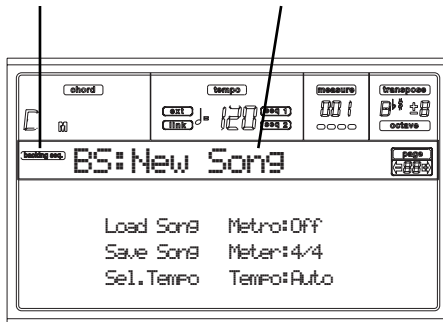 chord tempo measure transpose
ext link ♩= 120 seq 1 seq 2 001 B♭♯ ±8
C M octave
backing seq. BS:New Song page
Load Song Metro:Off
Save Song Meter:4/4
Sel.Tempo Tempo:Auto